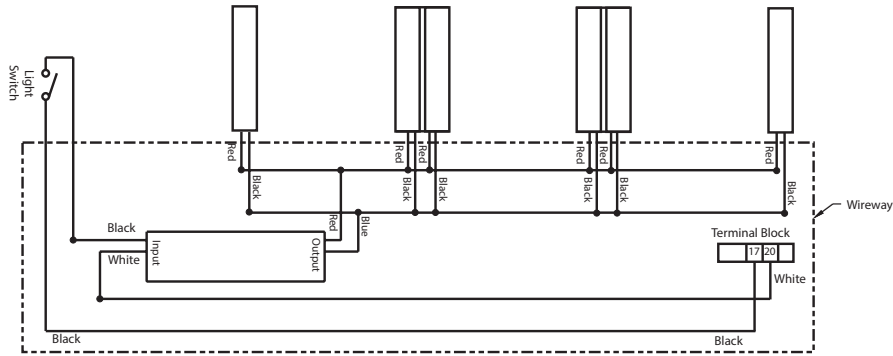 Light
Switch
Red
Black
Red
Red
Black
Black
Red
Red
Black
Black
Red
Black
Wireway
Red
Blue
Black
White
Input
Output
Terminal Block
17 20
White
Black
Black